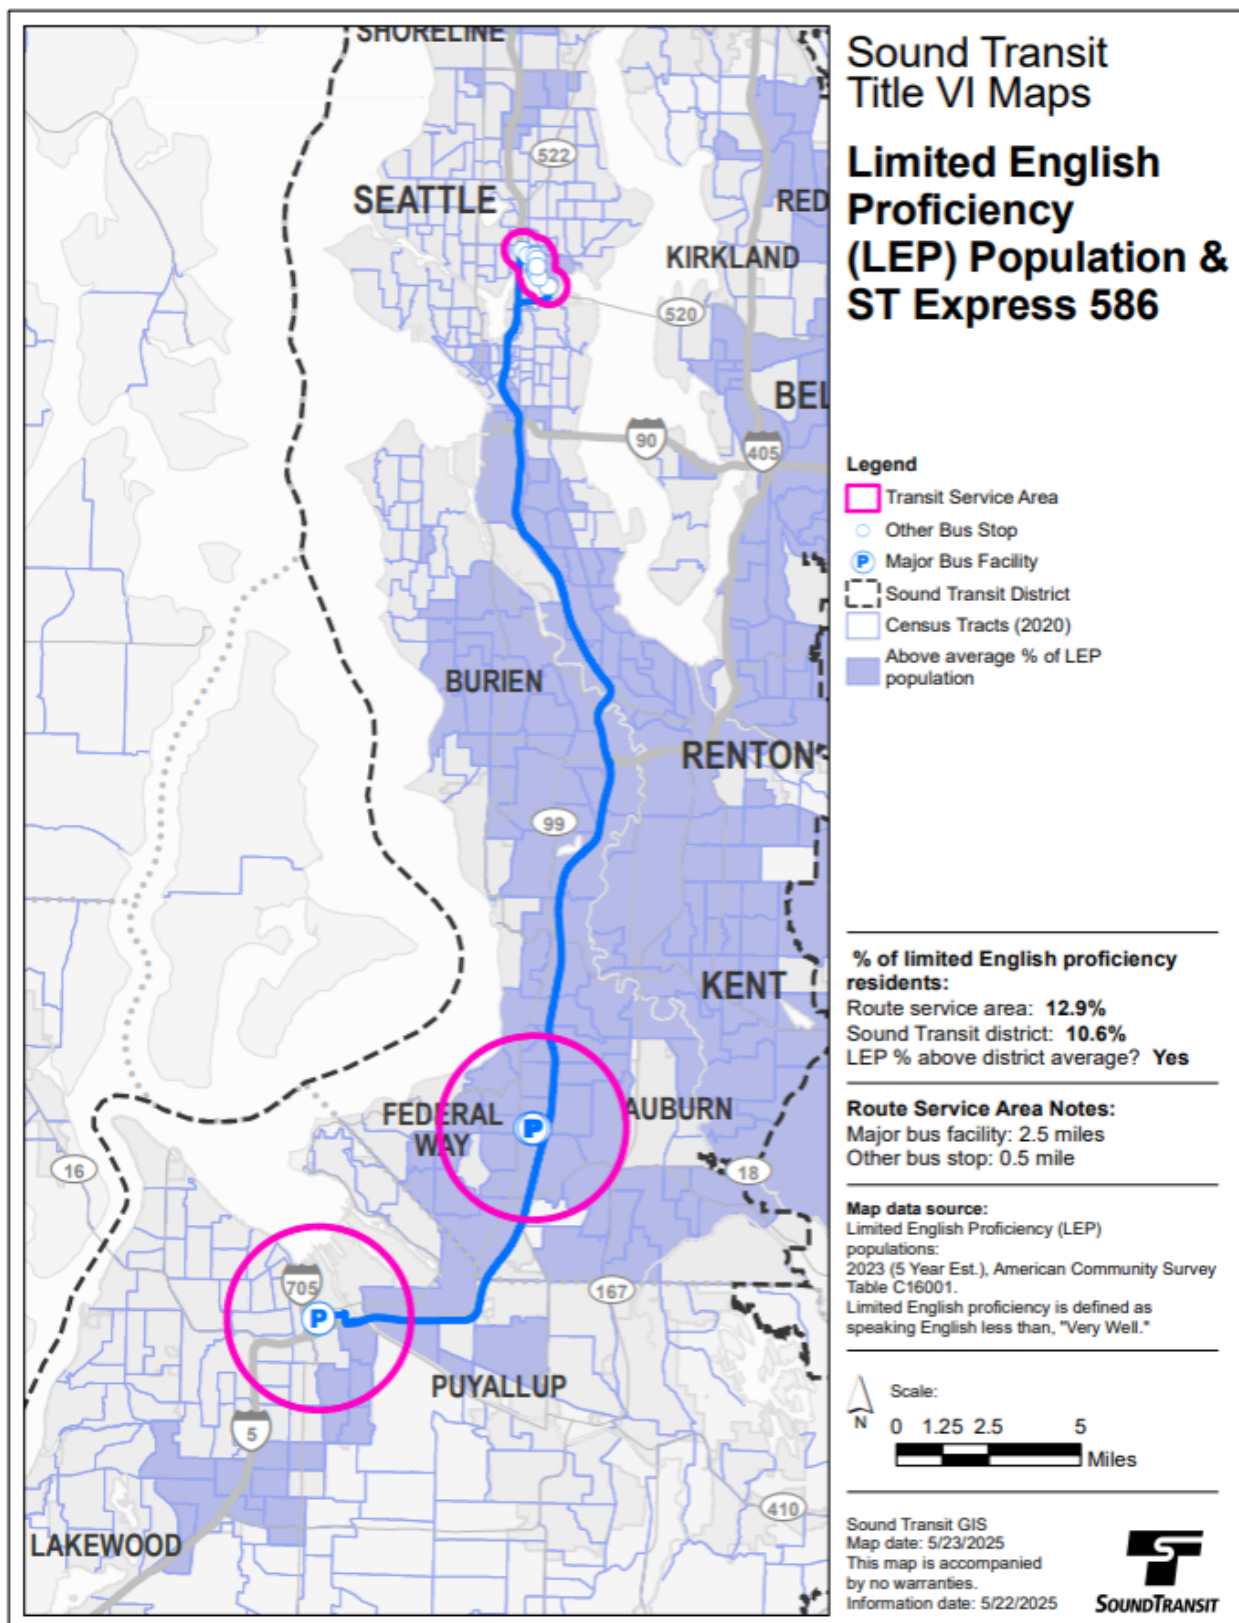 SHORELINE
522
SEATTLE
RED
KIRKLAND
520
BEL
90
405
BURIEN
RENTON
99
KENT
FEDERAL
WAY
AUBURN
P
16
18
705
167
P
PUYALLUP
5
410
LAKEWOOD
Sound Transit
Title VI Maps
Limited English
Proficiency
(LEP) Population &
ST Express 586
Legend
Transit Service Area
Other Bus Stop
P Major Bus Facility
Sound Transit District
Census Tracts (2020)
Above average % of LEP
population
% of limited English proficiency
residents:
Route service area: 12.9%
Sound Transit district: 10.6%
LEP % above district average? Yes
Route Service Area Notes:
Major bus facility: 2.5 miles
Other bus stop: 0.5 mile
Map data source:
Limited English Proficiency (LEP)
populations:
2023 (5 Year Est.), American Community Survey
Table C16001.
Limited English proficiency is defined as
speaking English less than, "Very Well."
N
Scale:
0 1.25 2.5 5
Miles
Sound Transit GIS
Map date: 5/23/2025
This map is accompanied
by no warranties.
Information date: 5/22/2025
SOUNDTRANSIT